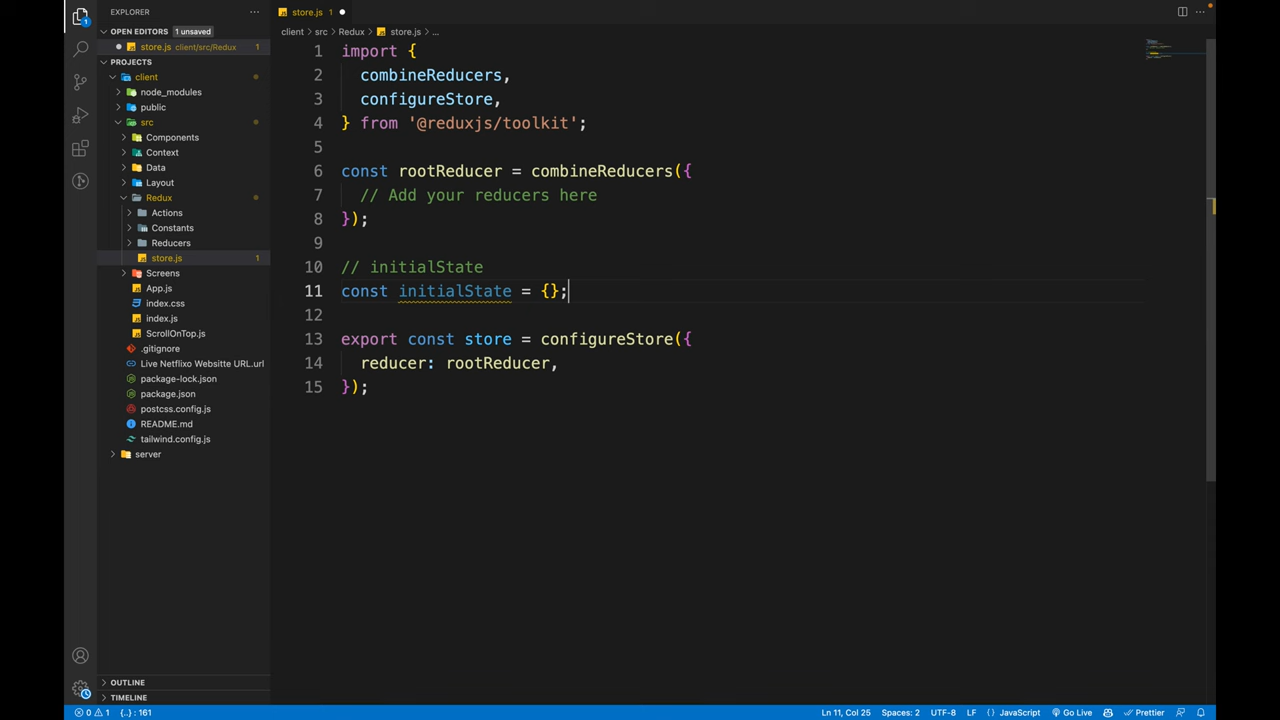 EXPLORER
OPEN EDITORS 1 unsaved
store.js client/src/Redux 1
PROJECTS
client
node_modules
public
src
Components
Context
Data
Layout
Redux
Actions
Constants
Reducers
store.js 1
Screens
App.js
index.css
index.js
ScrollOnTop.js
.gitignore
Live Netflixo Websitte URL.url
package-lock.json
package.json
postcss.config.js
README.md
tailwind.config.js
server
OUTLINE
TIMELINE
1
store.js 1
client > src > Redux > store.js > ...
1 import {
2 combineReducers,
3 configureStore,
4 } from '@reduxjs/toolkit';
5
6 const rootReducer = combineReducers({
7 // Add your reducers here
8 });
9
10 // initialState
11 const initialState = {};
12
13 export const store = configureStore({
14 reducer: rootReducer,
15 });
0 1 {..} : 161 Ln 11, Col 25 Spaces: 2 UTF-8 LF {} JavaScript Go Live Prettier